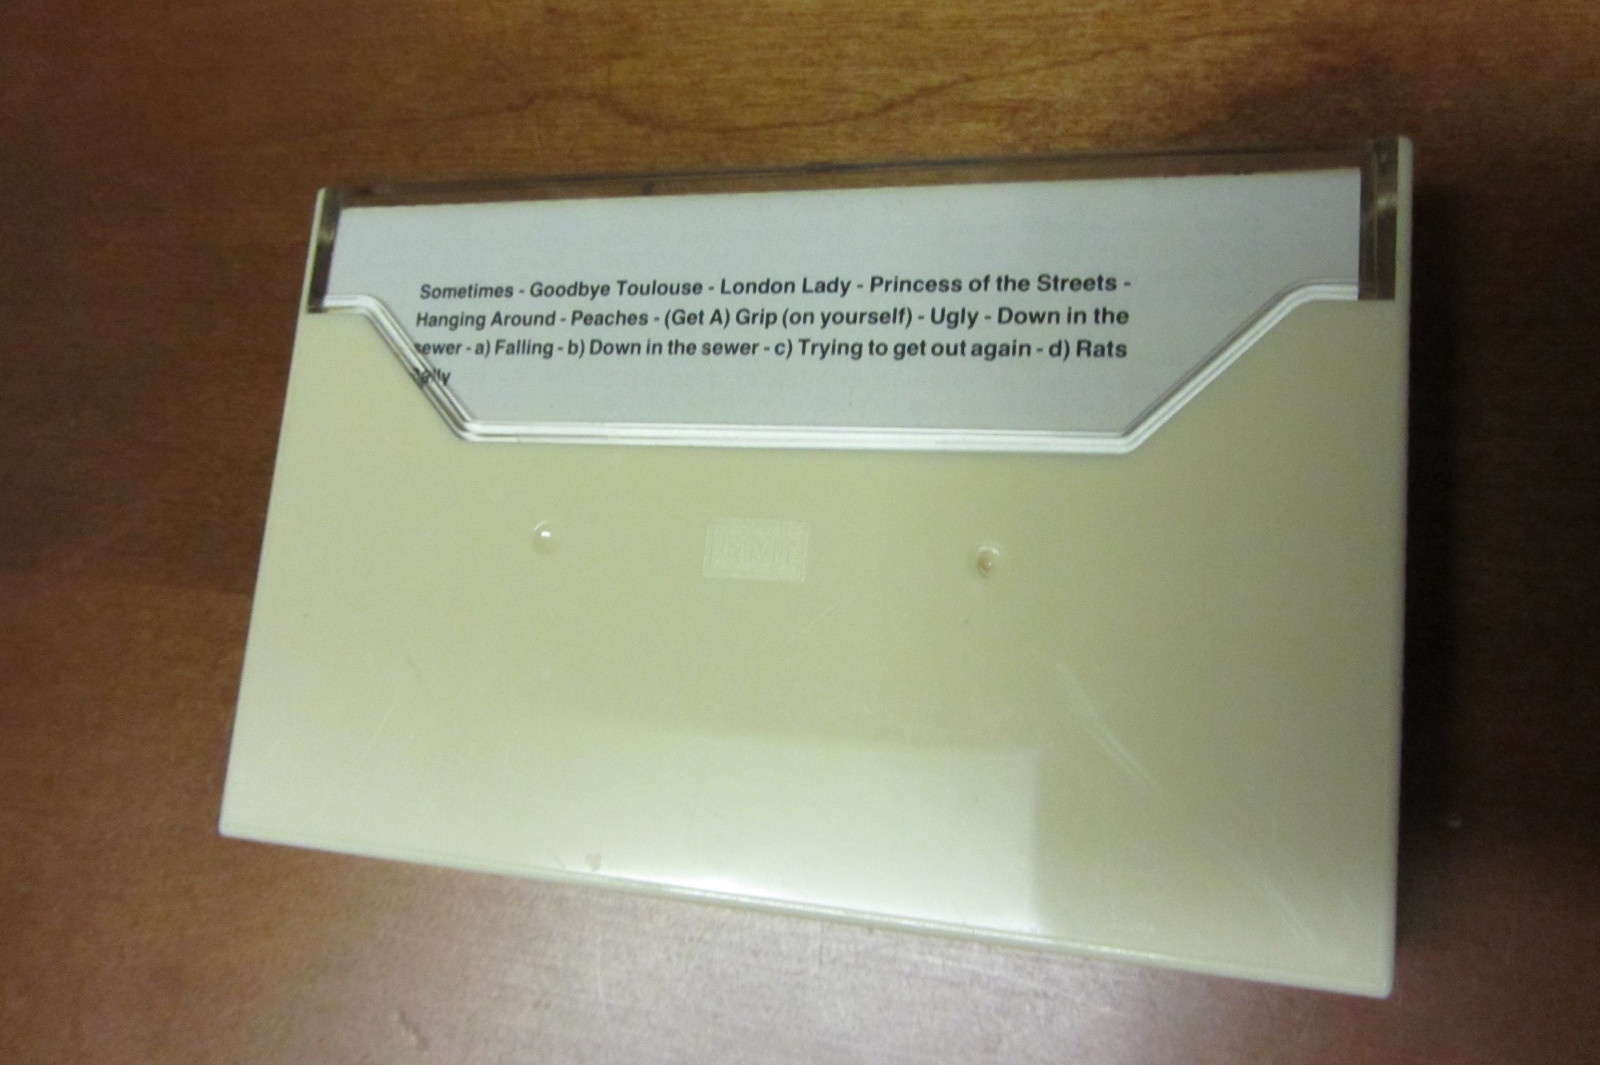 Sometimes - Goodbye Toulouse - London Lady - Princess of the Streets -
Hanging Around - Peaches - (Get A) Grip (on yourself) - Ugly - Down in the
sewer - a) Falling - b) Down in the sewer - c) Trying to get out again - d) Rats